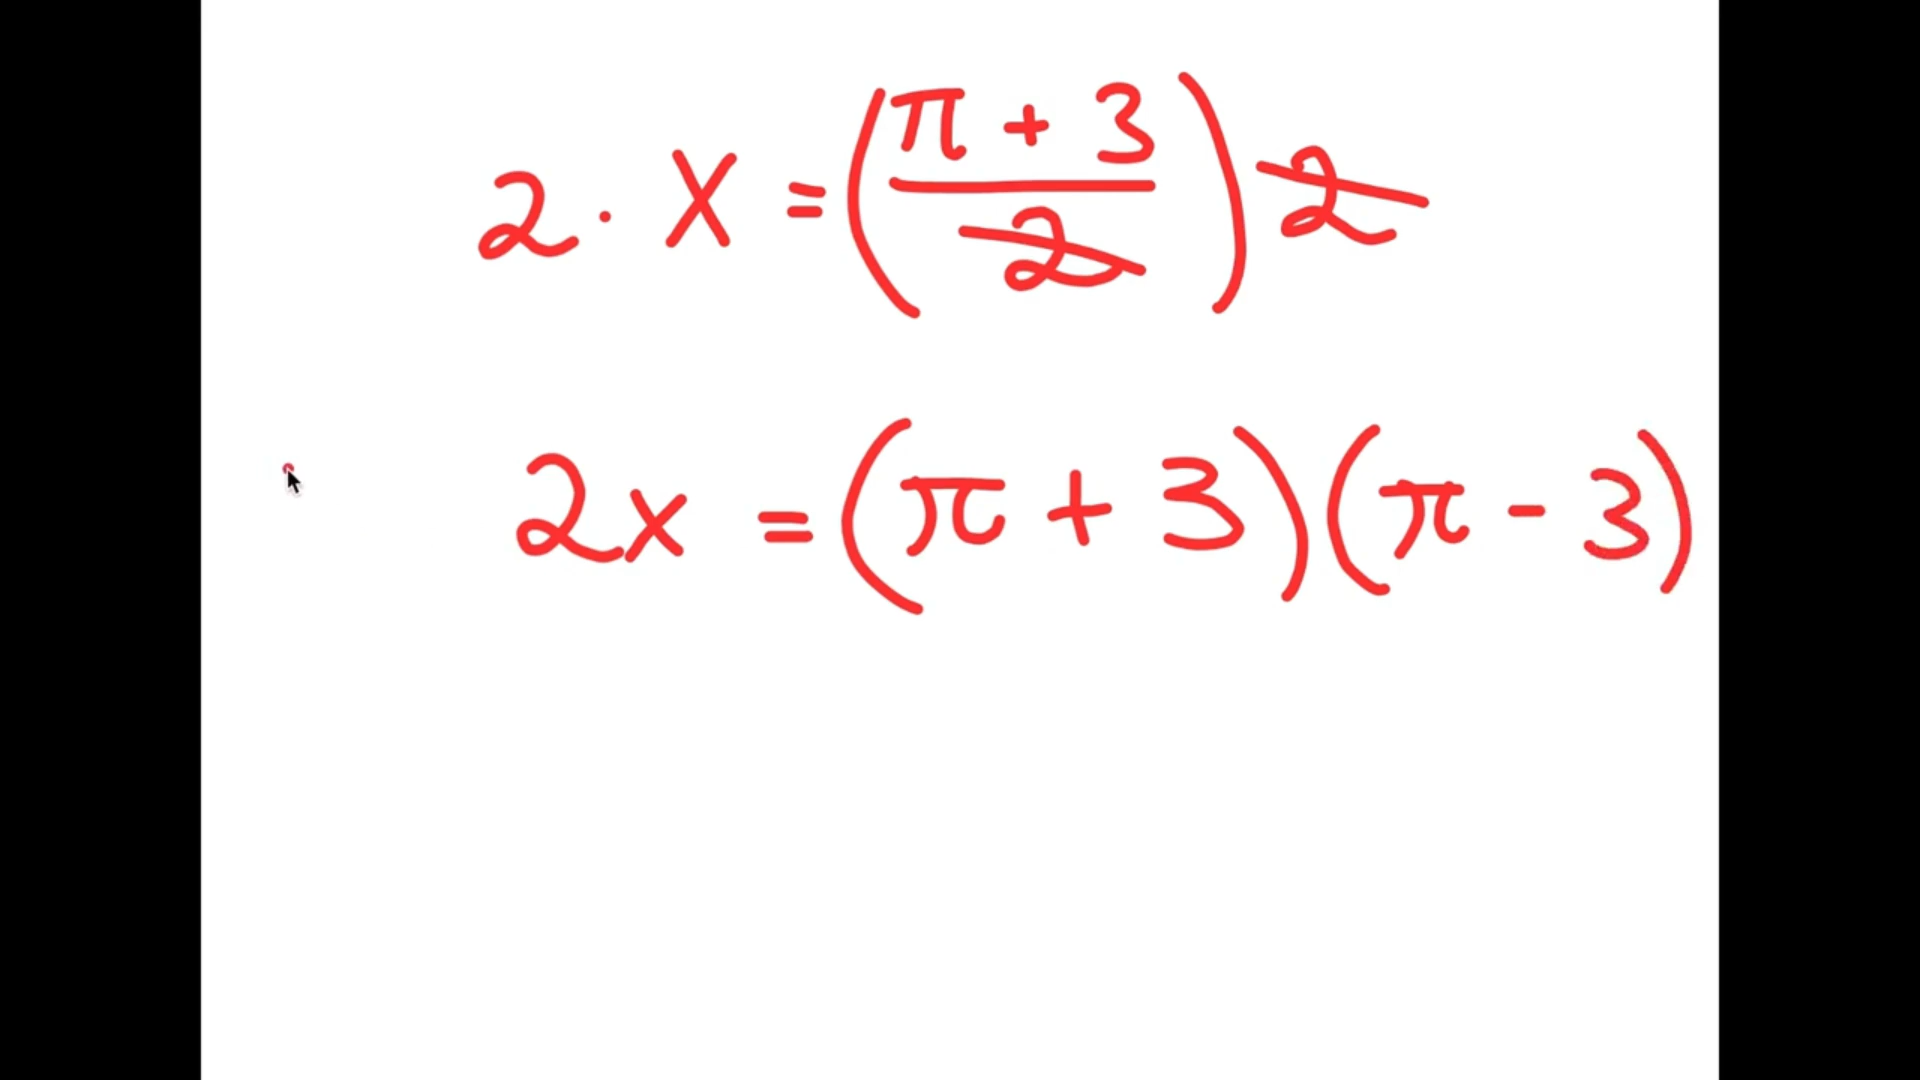 2 · x = (π + 3 / 2) 2
2x = (π + 3)(π - 3)